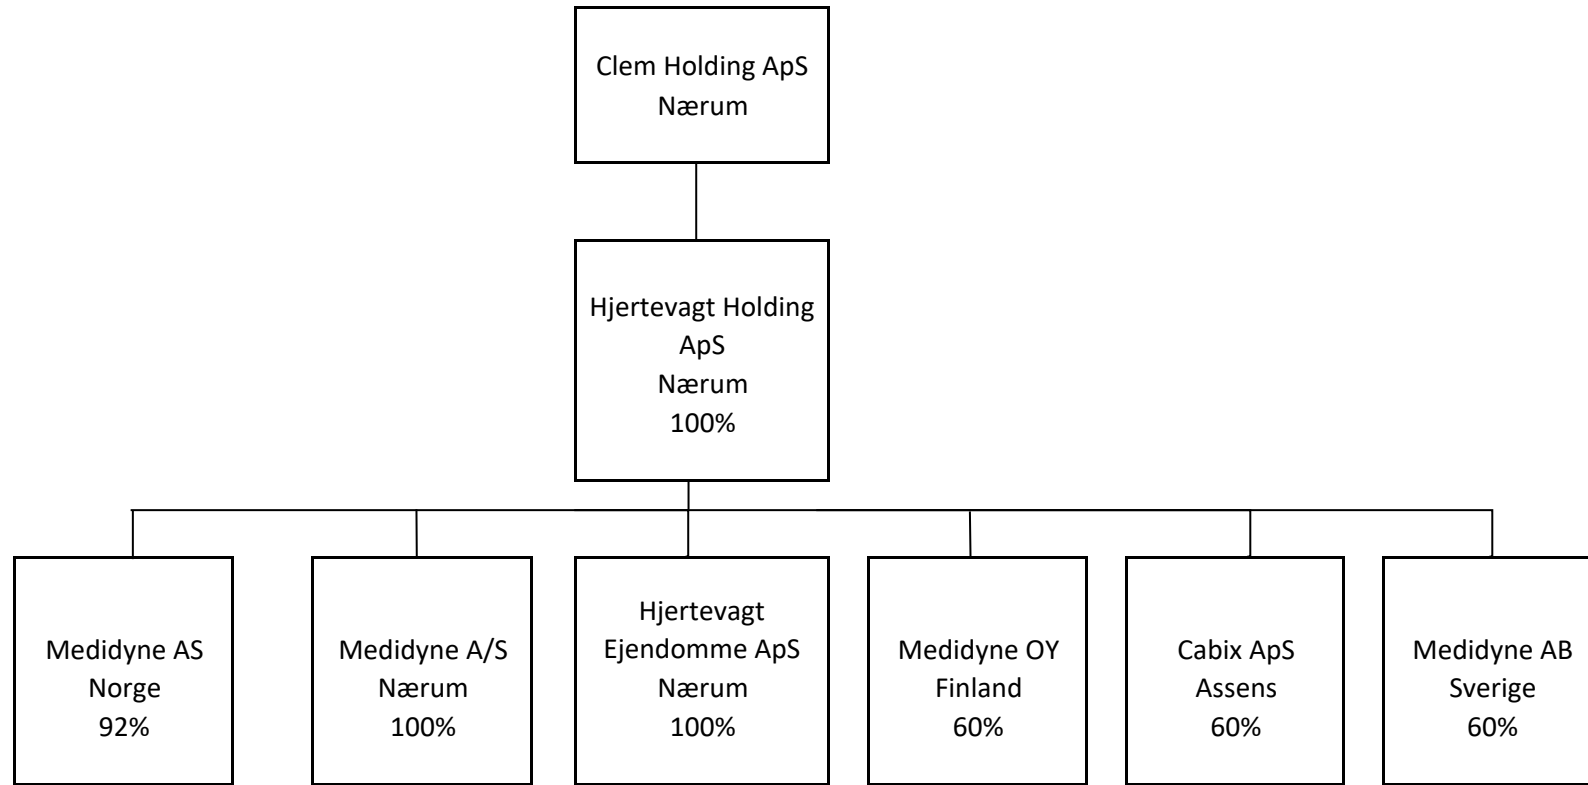 Clem Holding ApS
Nærum
Hjertevagt Holding
ApS
Nærum
100%
Medidyne AS
Norge
92%
Medidyne A/S
Nærum
100%
Hjertevagt
Ejendomme ApS
Nærum
100%
Medidyne OY
Finland
60%
Cabix ApS
Assens
60%
Medidyne AB
Sverige
60%